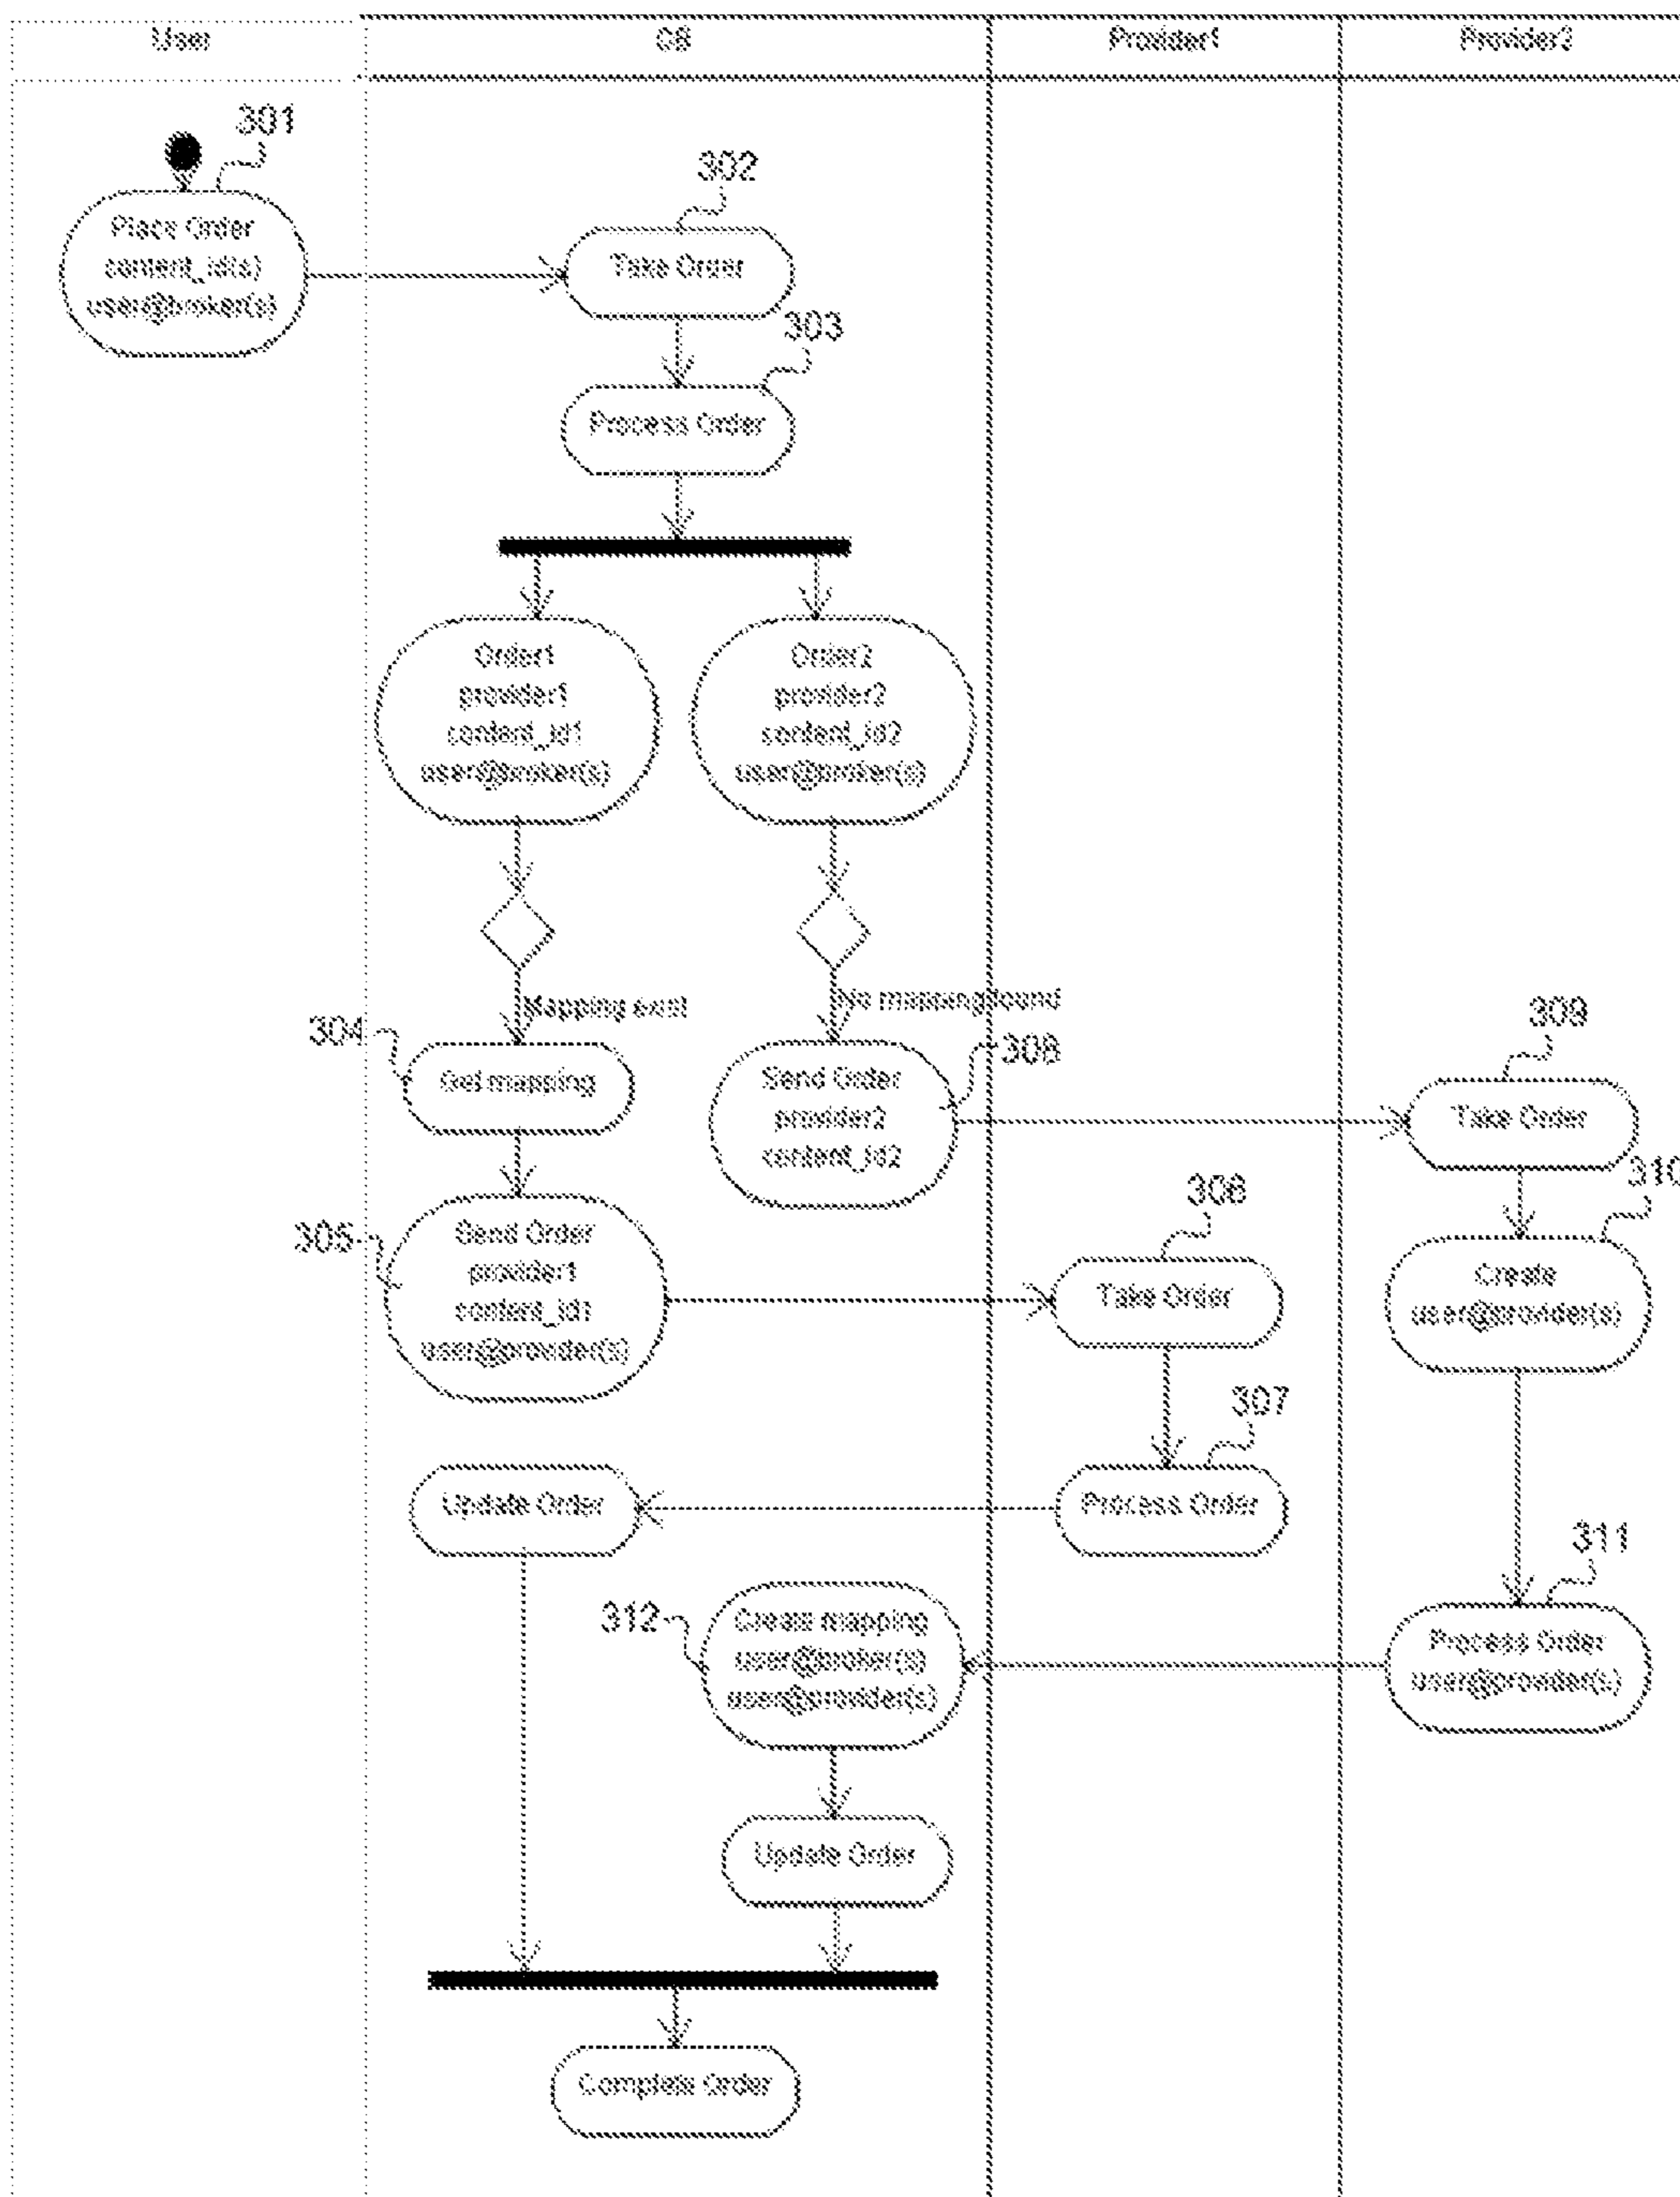 User
CB
Provider1
Provider2
301
Place Order
content_id(s)
user@broker(s)
302
Take Order
303
Process Order
Order1
provider1
content_id1
user@broker(s)
Order2
provider2
content_id2
user@broker(s)
Mapping exist
No mapping found
304
Get mapping
308
Send Order
provider2
content_id2
309
Take Order
310
Create
user@provider(s)
305
Send Order
provider1
content_id1
user@provider(s)
306
Take Order
307
Process Order
Update Order
311
Process Order
user@provider(s)
312
Create mapping
user@broker(s)
user@provider(s)
Update Order
Complete Order